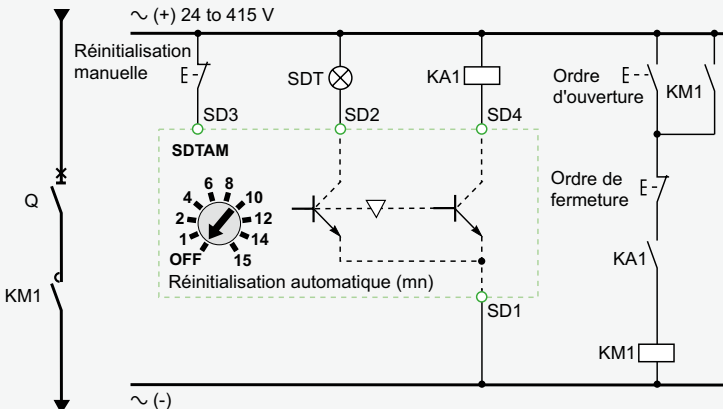 ∿ (+) 24 to 415 V
Réinitialisation
manuelle
SDT
KA1
Ordre
d'ouverture
KM1
SD3
SD2
SD4
SDTAM
Q
Ordre de
fermeture
6 8
4 10
2 12
1 14
OFF 15
Réinitialisation automatique (mn)
KA1
KM1
SD1
KM1
∿ (-)